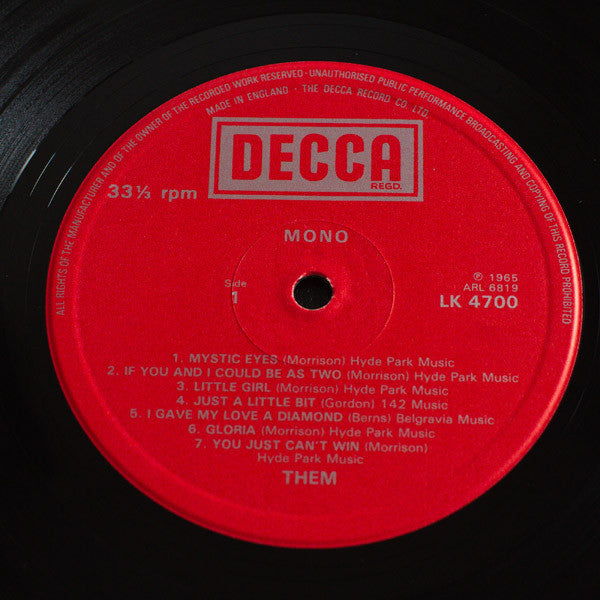 ALL RIGHTS OF THE MANUFACTURER AND OF THE OWNER OF THE RECORDED WORK RESERVED · UNAUTHORISED PUBLIC PERFORMANCE BROADCASTING AND COPYING OF THIS RECORD PROHIBITED
MADE IN ENGLAND · THE DECCA RECORD CO. LTD.
DECCA
REGD.
33⅓ rpm
MONO
Side
1
℗ 1965
ARL 6819
LK 4700
1. MYSTIC EYES (Morrison) Hyde Park Music
2. IF YOU AND I COULD BE AS TWO (Morrison) Hyde Park Music
3. LITTLE GIRL (Morrison) Hyde Park Music
4. JUST A LITTLE BIT (Gordon) 142 Music
5. I GAVE MY LOVE A DIAMOND (Berns) Belgravia Music
6. GLORIA (Morrison) Hyde Park Music
7. YOU JUST CAN'T WIN (Morrison)
Hyde Park Music
THEM